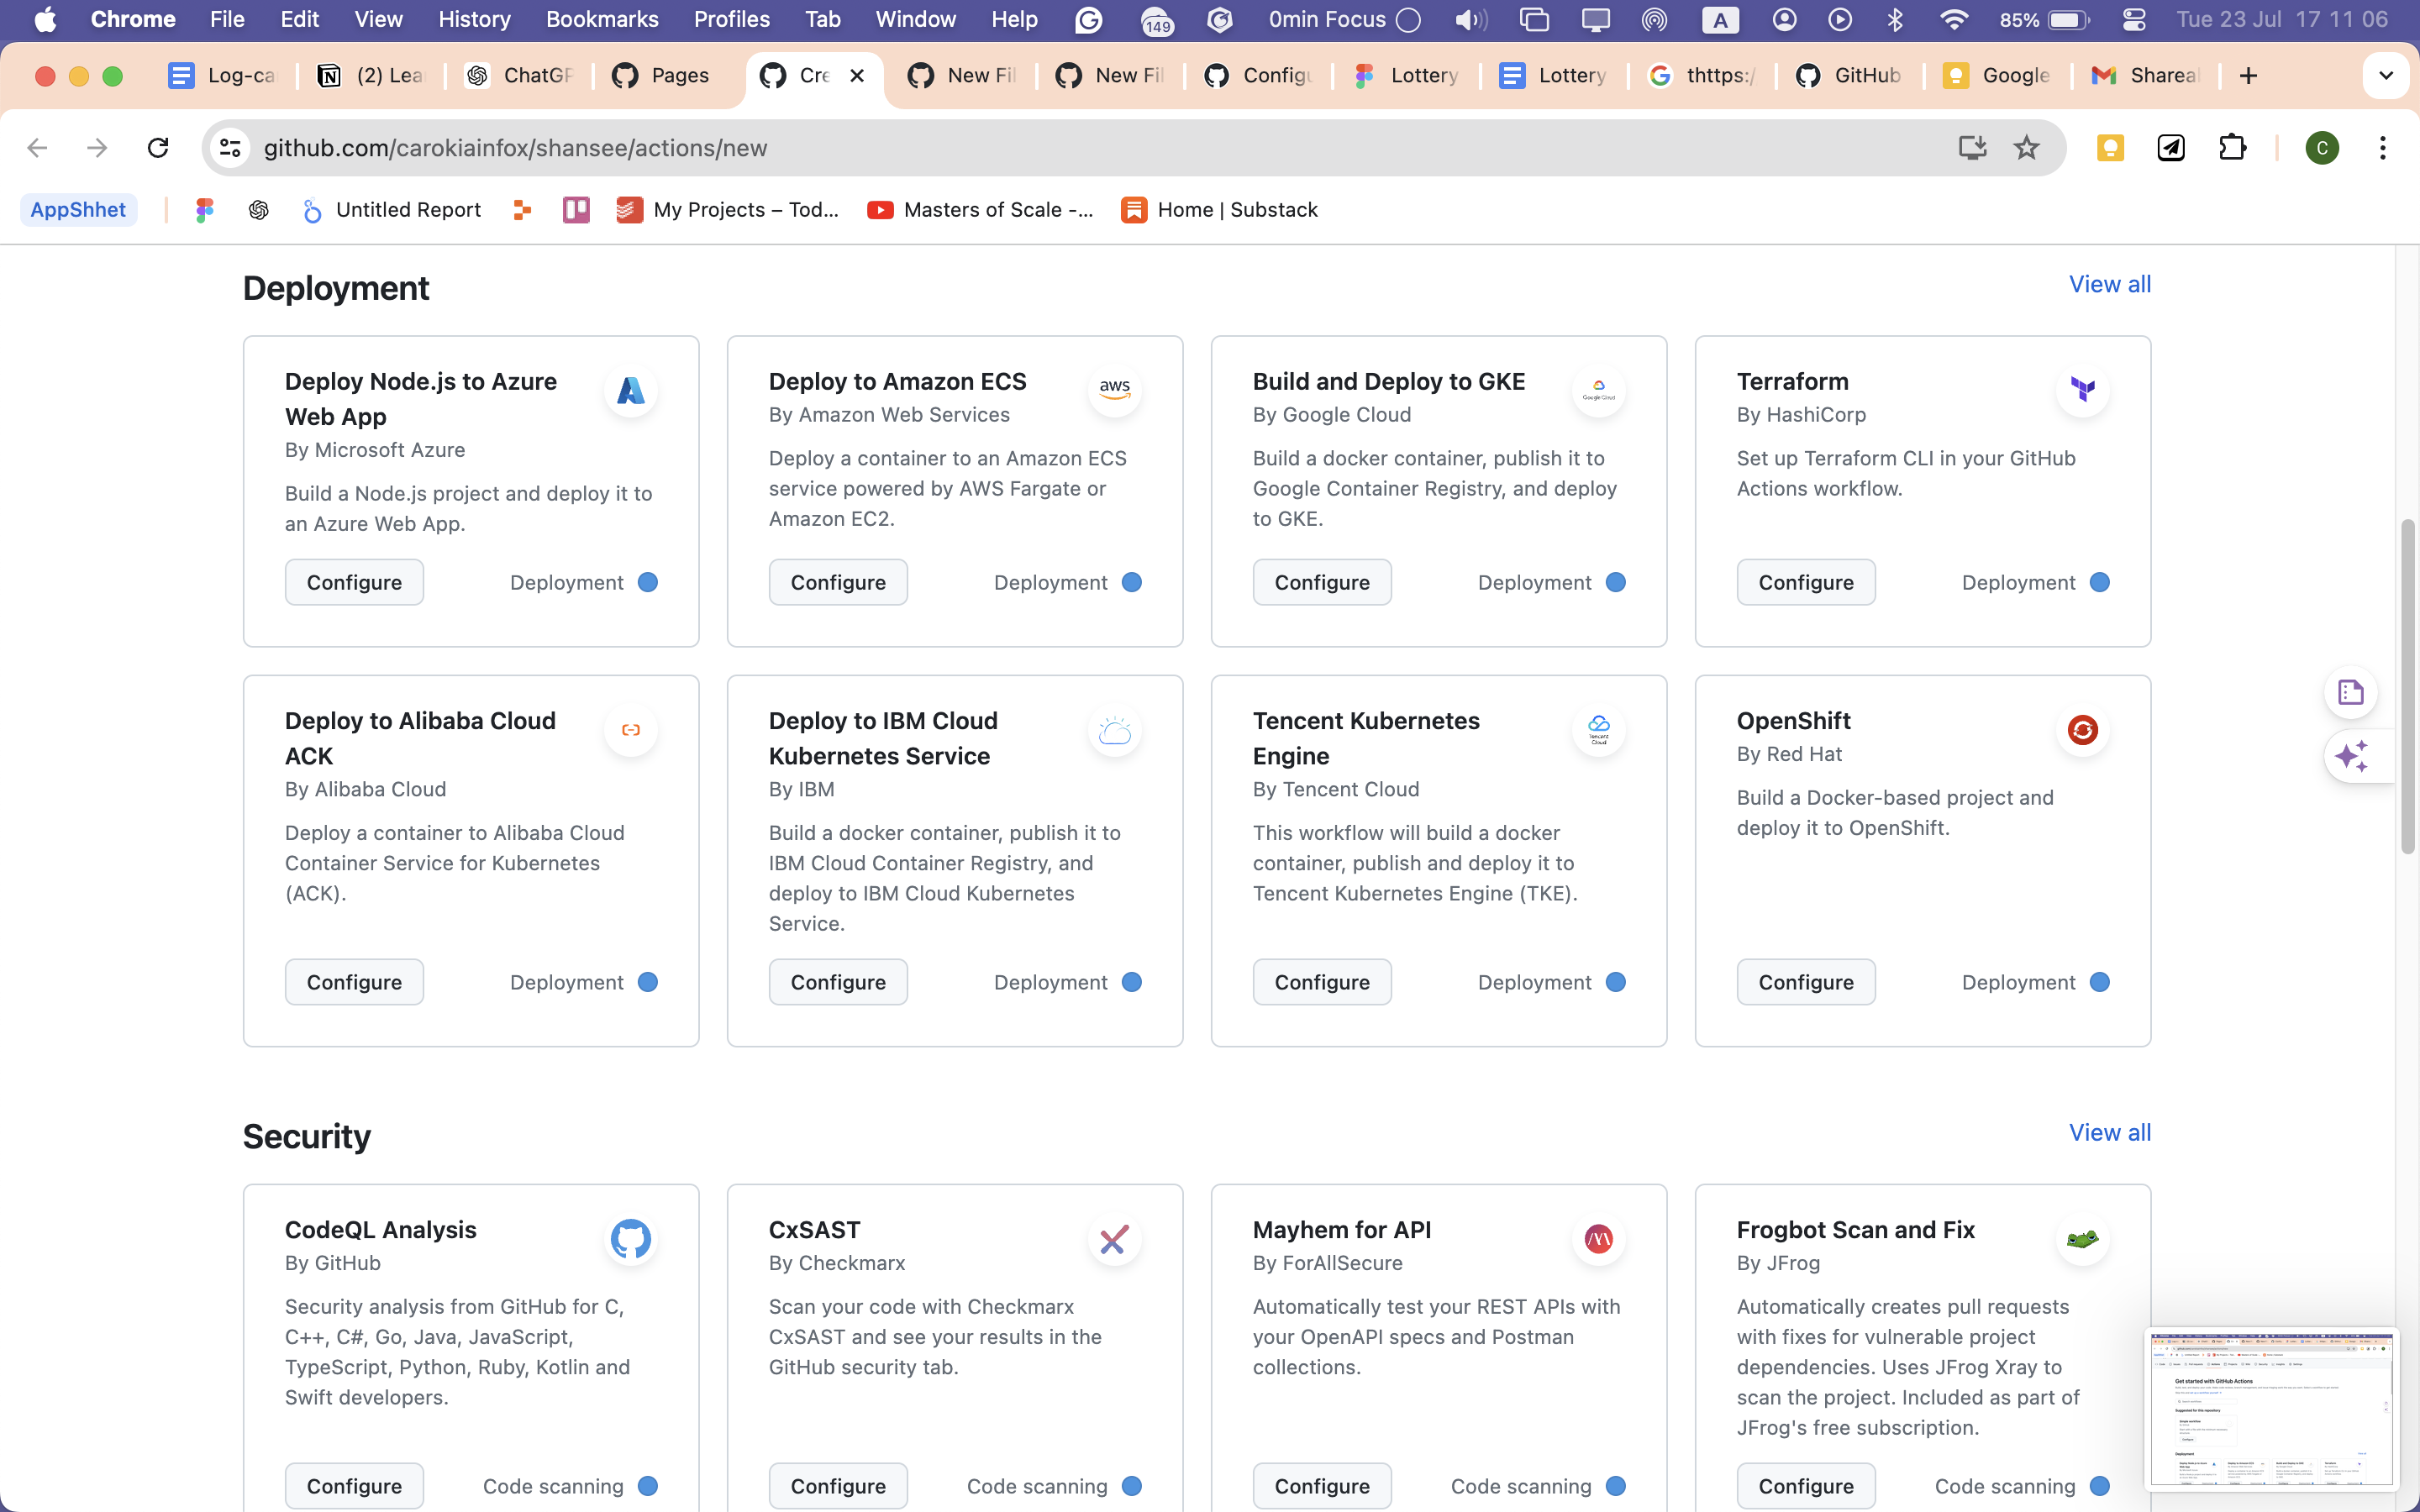 Chrome File Edit View History Bookmarks Profiles Tab Window Help 149 0min Focus A 85% Tue 23 Jul 17 11 06
Log-ca (2) Lea ChatGP Pages Cre New Fil New Fil Configu Lottery Lottery thttps:/ GitHub Google Shareal
github.com/carokiainfox/shansee/actions/new C
AppShhet Untitled Report My Projects – Tod... Masters of Scale -... Home | Substack
Deployment View all
Deploy Node.js to Azure
Web App
By Microsoft Azure
Build a Node.js project and deploy it to
an Azure Web App.
Configure Deployment
Deploy to Amazon ECS
aws
By Amazon Web Services
Deploy a container to an Amazon ECS
service powered by AWS Fargate or
Amazon EC2.
Configure Deployment
Build and Deploy to GKE
Google Cloud
By Google Cloud
Build a docker container, publish it to
Google Container Registry, and deploy
to GKE.
Configure Deployment
Terraform
By HashiCorp
Set up Terraform CLI in your GitHub
Actions workflow.
Configure Deployment
Deploy to Alibaba Cloud
ACK
By Alibaba Cloud
Deploy a container to Alibaba Cloud
Container Service for Kubernetes
(ACK).
Configure Deployment
Deploy to IBM Cloud
Kubernetes Service
By IBM
Build a docker container, publish it to
IBM Cloud Container Registry, and
deploy to IBM Cloud Kubernetes
Service.
Configure Deployment
Tencent Kubernetes
Engine
Tencent
Cloud
By Tencent Cloud
This workflow will build a docker
container, publish and deploy it to
Tencent Kubernetes Engine (TKE).
Configure Deployment
OpenShift
By Red Hat
Build a Docker-based project and
deploy it to OpenShift.
Configure Deployment
Security View all
CodeQL Analysis
By GitHub
Security analysis from GitHub for C,
C++, C#, Go, Java, JavaScript,
TypeScript, Python, Ruby, Kotlin and
Swift developers.
Configure Code scanning
CxSAST
By Checkmarx
Scan your code with Checkmarx
CxSAST and see your results in the
GitHub security tab.
Configure Code scanning
Mayhem for API
By ForAllSecure
Automatically test your REST APIs with
your OpenAPI specs and Postman
collections.
Configure Code scanning
Frogbot Scan and Fix
By JFrog
Automatically creates pull requests
with fixes for vulnerable project
dependencies. Uses JFrog Xray to
scan the project. Included as part of
JFrog's free subscription.
Configure Code scanning
Get started with GitHub Actions